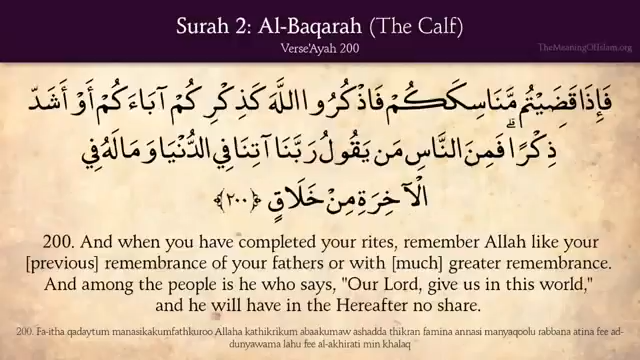 Surah 2: Al-Baqarah (The Calf)
Verse'Ayah 200
TheMeaningOfIslam.org
فَإِذَا قَضَيْتُم مَّنَاسِكَكُمْ فَاذْكُرُوا اللَّهَ كَذِكْرِكُمْ آبَاءَكُمْ أَوْ أَشَدَّ
ذِكْرًا ۗ فَمِنَ النَّاسِ مَن يَقُولُ رَبَّنَا آتِنَا فِي الدُّنْيَا وَمَا لَهُ فِي
الْآخِرَةِ مِنْ خَلَاقٍ ﴿٢٠٠﴾
200. And when you have completed your rites, remember Allah like your
[previous] remembrance of your fathers or with [much] greater remembrance.
And among the people is he who says, "Our Lord, give us in this world,"
and he will have in the Hereafter no share.
200. Fa-itha qadaytum manasikakumfathkuroo Allaha kathikrikum abaakumaw ashadda thikran famina annasi manyaqoolu rabbana atina fee ad-
dunyawama lahu fee al-akhirati min khalaq